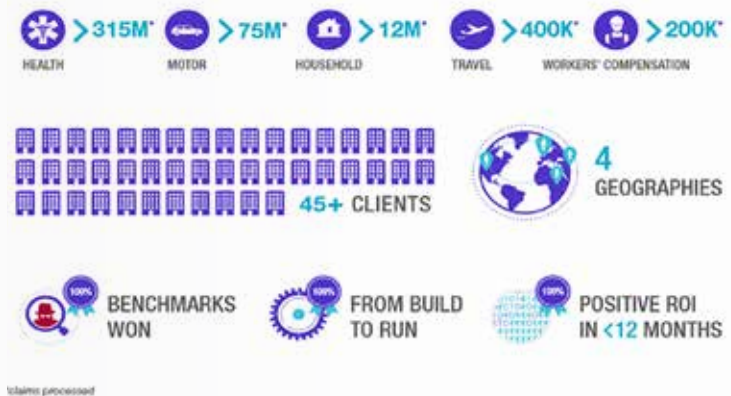 >315M*
>75M*
>12M*
>400K*
>200K*
HEALTH
MOTOR
HOUSEHOLD
TRAVEL
WORKERS' COMPENSATION
45+ CLIENTS
4
GEOGRAPHIES
100%
BENCHMARKS
WON
100%
FROM BUILD
TO RUN
100%
POSITIVE ROI
IN <12 MONTHS
*claims processed